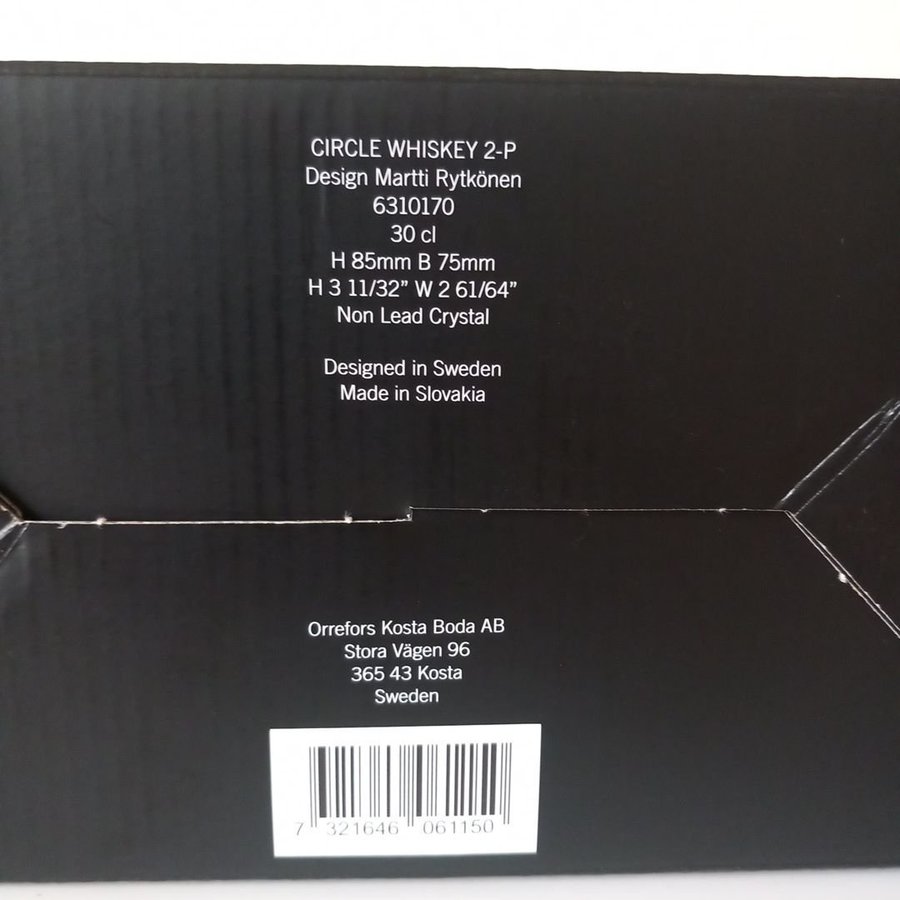 CIRCLE WHISKEY 2-P
Design Martti Rytkönen
6310170
30 cl
H 85mm B 75mm
H 3 11/32” W 2 61/64”
Non Lead Crystal
Designed in Sweden
Made in Slovakia
Orrefors Kosta Boda AB
Stora Vägen 96
365 43 Kosta
Sweden
7 321646 061150